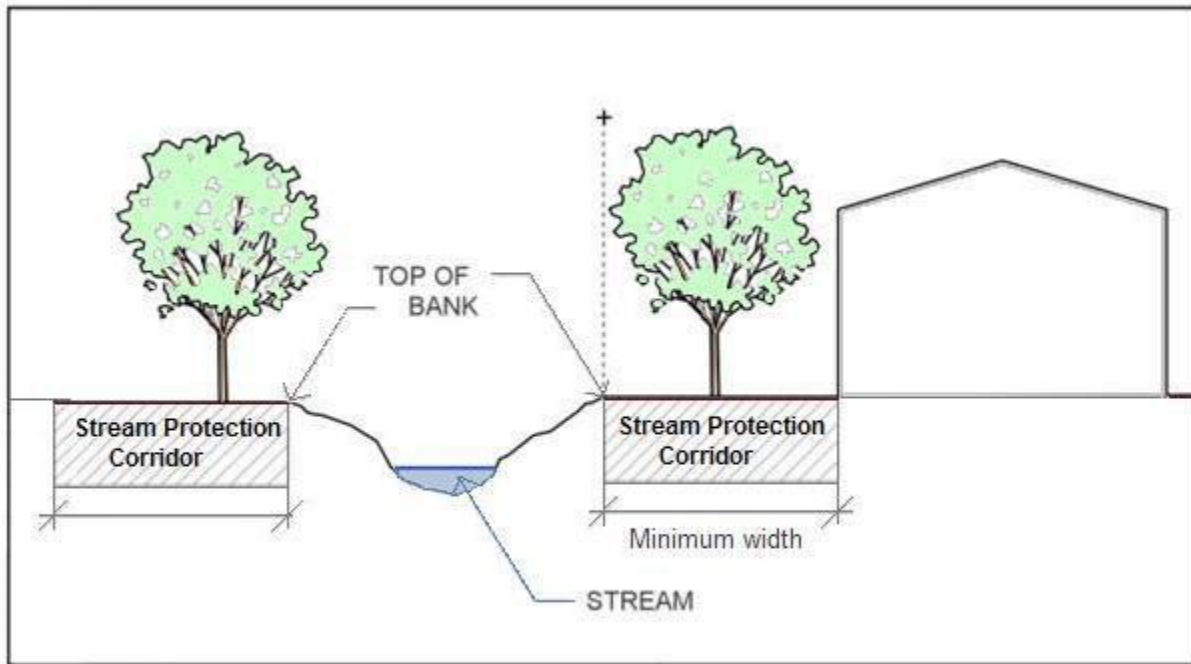 TOP OF
BANK
Stream Protection
Corridor
Stream Protection
Corridor
Minimum width
STREAM